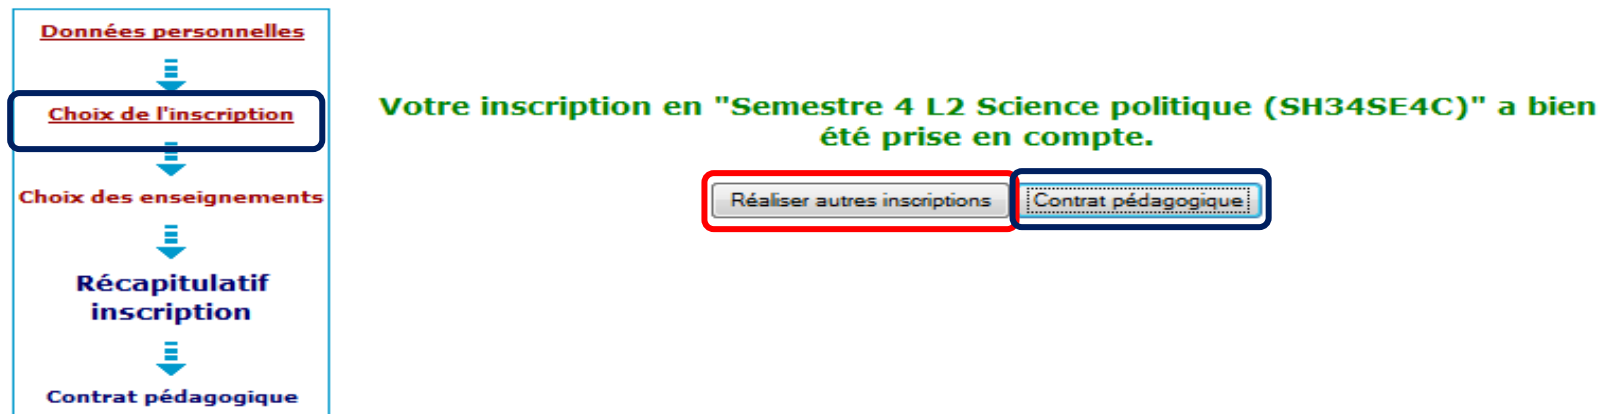 Données personnelles
Choix de l'inscription
Choix des enseignements
Récapitulatif
inscription
Contrat pédagogique
Votre inscription en "Semestre 4 L2 Science politique (SH34SE4C)" a bien
été prise en compte.
Réaliser autres inscriptions
Contrat pédagogique